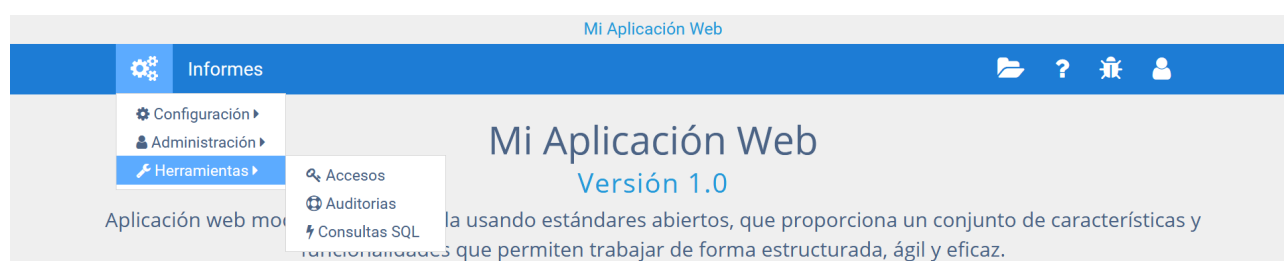 Mi Aplicación Web
Informes
?
Configuración
Administración
Herramientas
Accesos
Auditorias
Consultas SQL
Mi Aplicación Web
Versión 1.0
Aplicación web mo la usando estándares abiertos, que proporciona un conjunto de características y
que permiten trabajar de forma estructurada, ágil y eficaz.